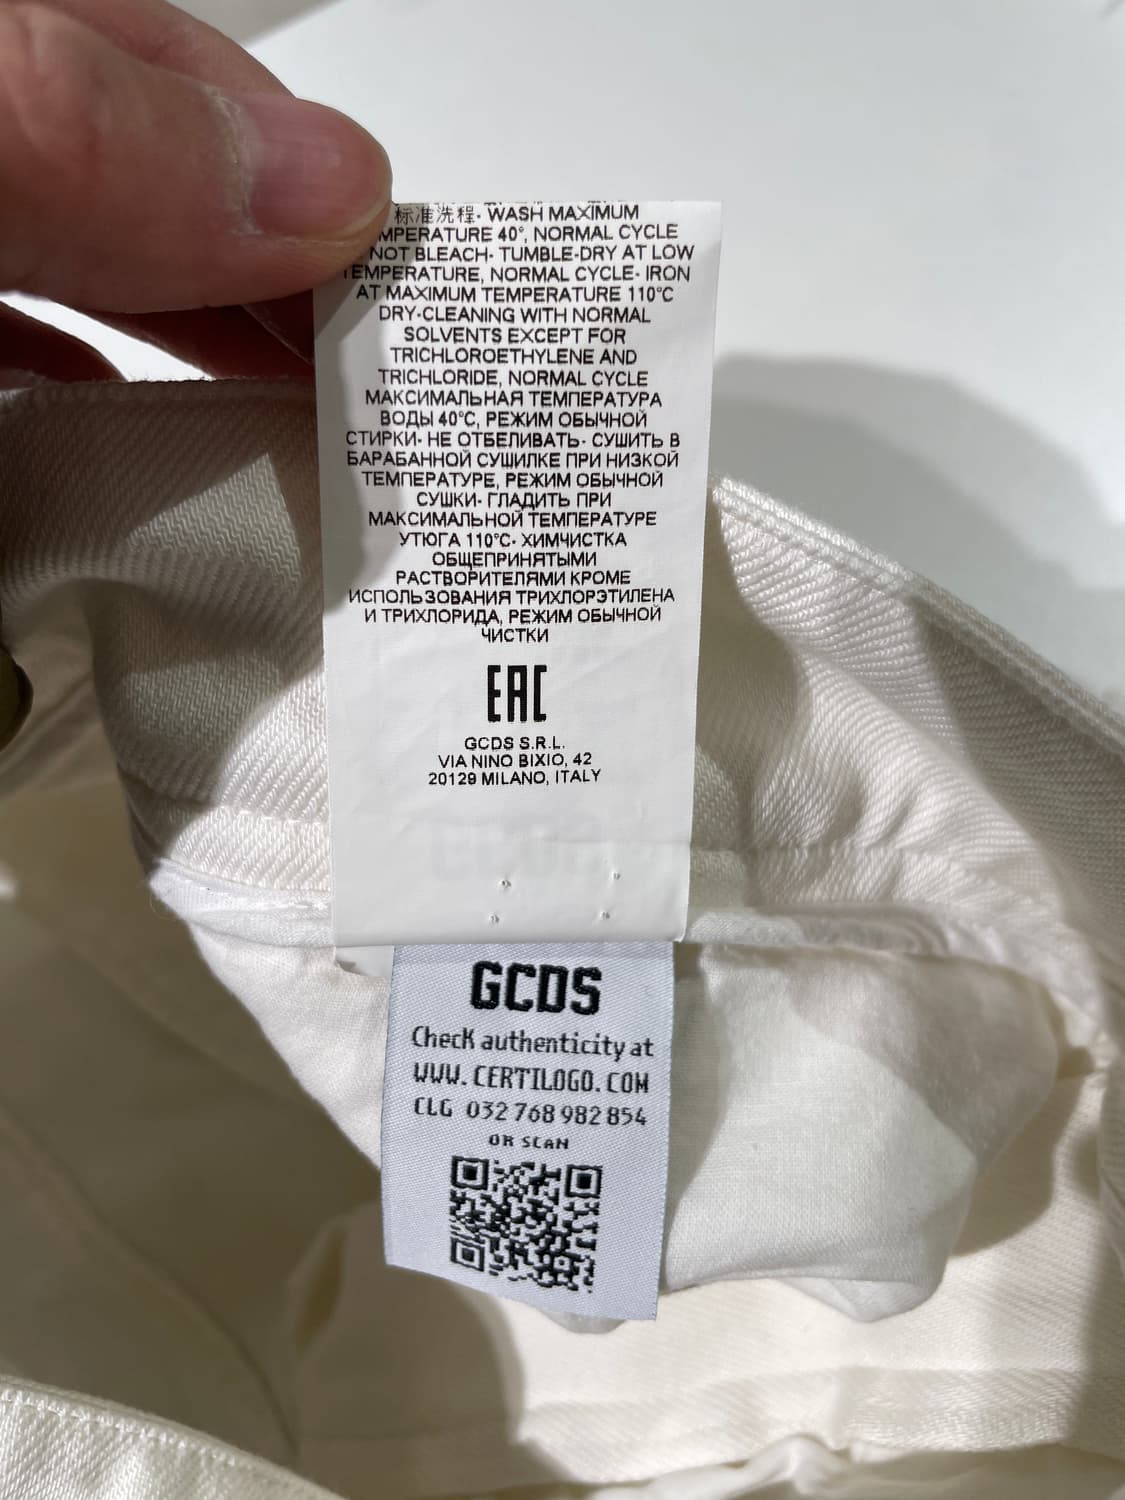 标准洗程- WASH MAXIMUM
MPERATURE 40°, NORMAL CYCLE
NOT BLEACH- TUMBLE-DRY AT LOW
TEMPERATURE, NORMAL CYCLE- IRON
AT MAXIMUM TEMPERATURE 110°C
DRY-CLEANING WITH NORMAL
SOLVENTS EXCEPT FOR
TRICHLOROETHYLENE AND
TRICHLORIDE, NORMAL CYCLE
МАКСИМАЛЬНАЯ ТЕМПЕРАТУРА
ВОДЫ 40°C, РЕЖИМ ОБЫЧНОЙ
СТИРКИ- НЕ ОТБЕЛИВАТЬ- СУШИТЬ В
БАРАБАННОЙ СУШИЛКЕ ПРИ НИЗКОЙ
ТЕМПЕРАТУРЕ, РЕЖИМ ОБЫЧНОЙ
СУШКИ- ГЛАДИТЬ ПРИ
МАКСИМАЛЬНОЙ ТЕМПЕРАТУРЕ
УТЮГА 110°C- ХИМЧИСТКА
ОБЩЕПРИНЯТЫМИ
РАСТВОРИТЕЛЯМИ КРОМЕ
ИСПОЛЬЗОВАНИЯ ТРИХЛОРЭТИЛЕНА
И ТРИХЛОРИДА, РЕЖИМ ОБЫЧНОЙ
ЧИСТКИ
EAC
GCDS S.R.L.
VIA NINO BIXIO, 42
20129 MILANO, ITALY
GCDS
Check authenticity at
WWW.CERTILOGO.COM
CLG 032 768 982 854
OR SCAN